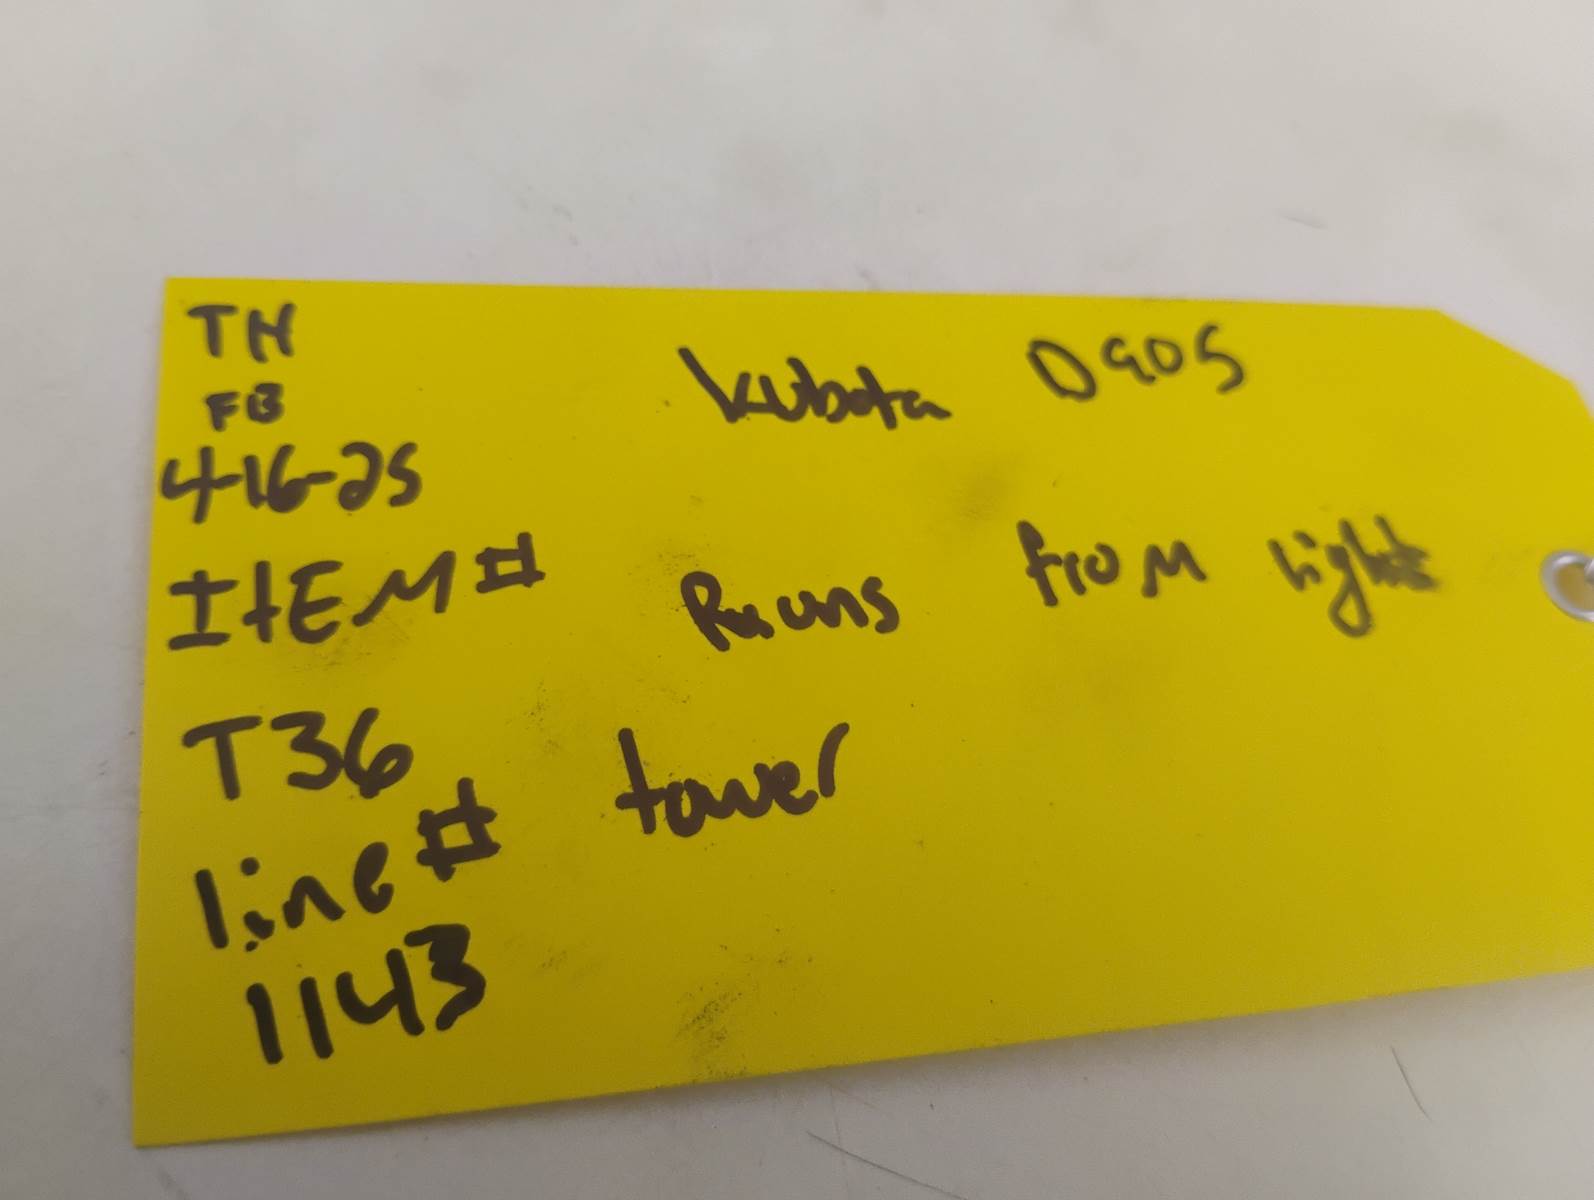 TH
FB
4-16-25
ItEM#
T36
line#
1143
Kubota D905
Runs from light
tower